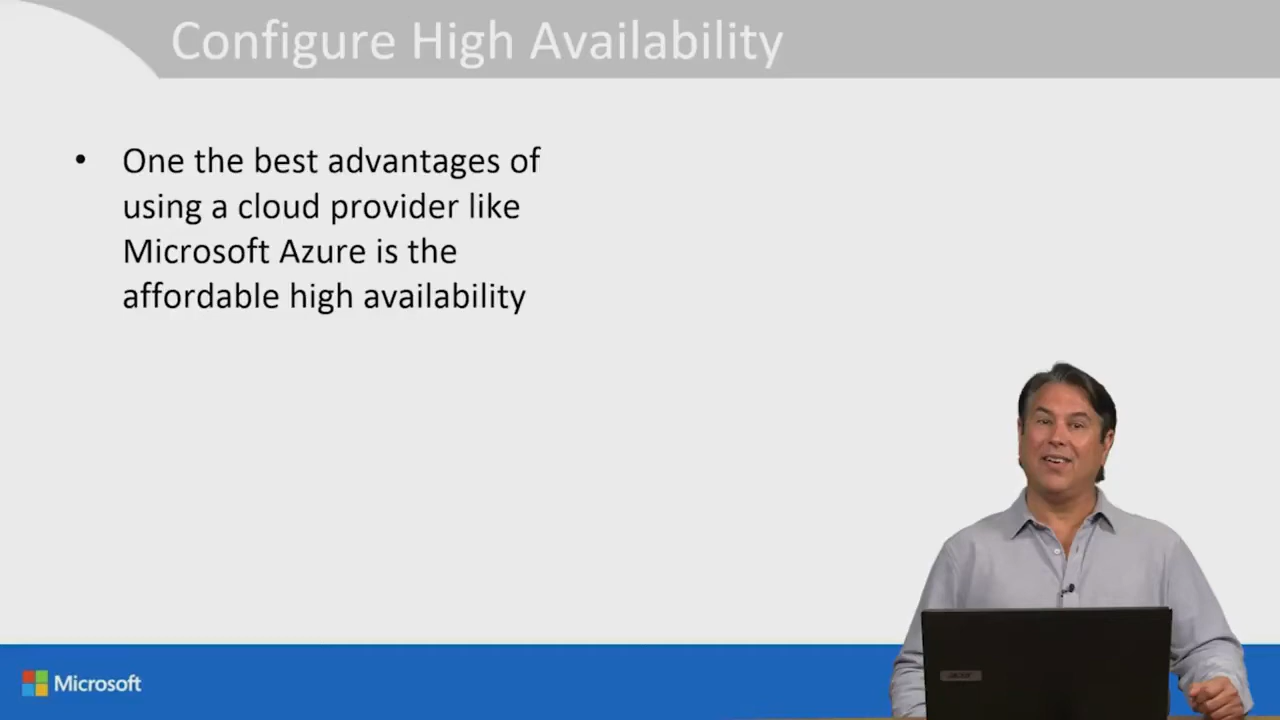 Configure High Availability
• One the best advantages of
using a cloud provider like
Microsoft Azure is the
affordable high availability
Microsoft
acer